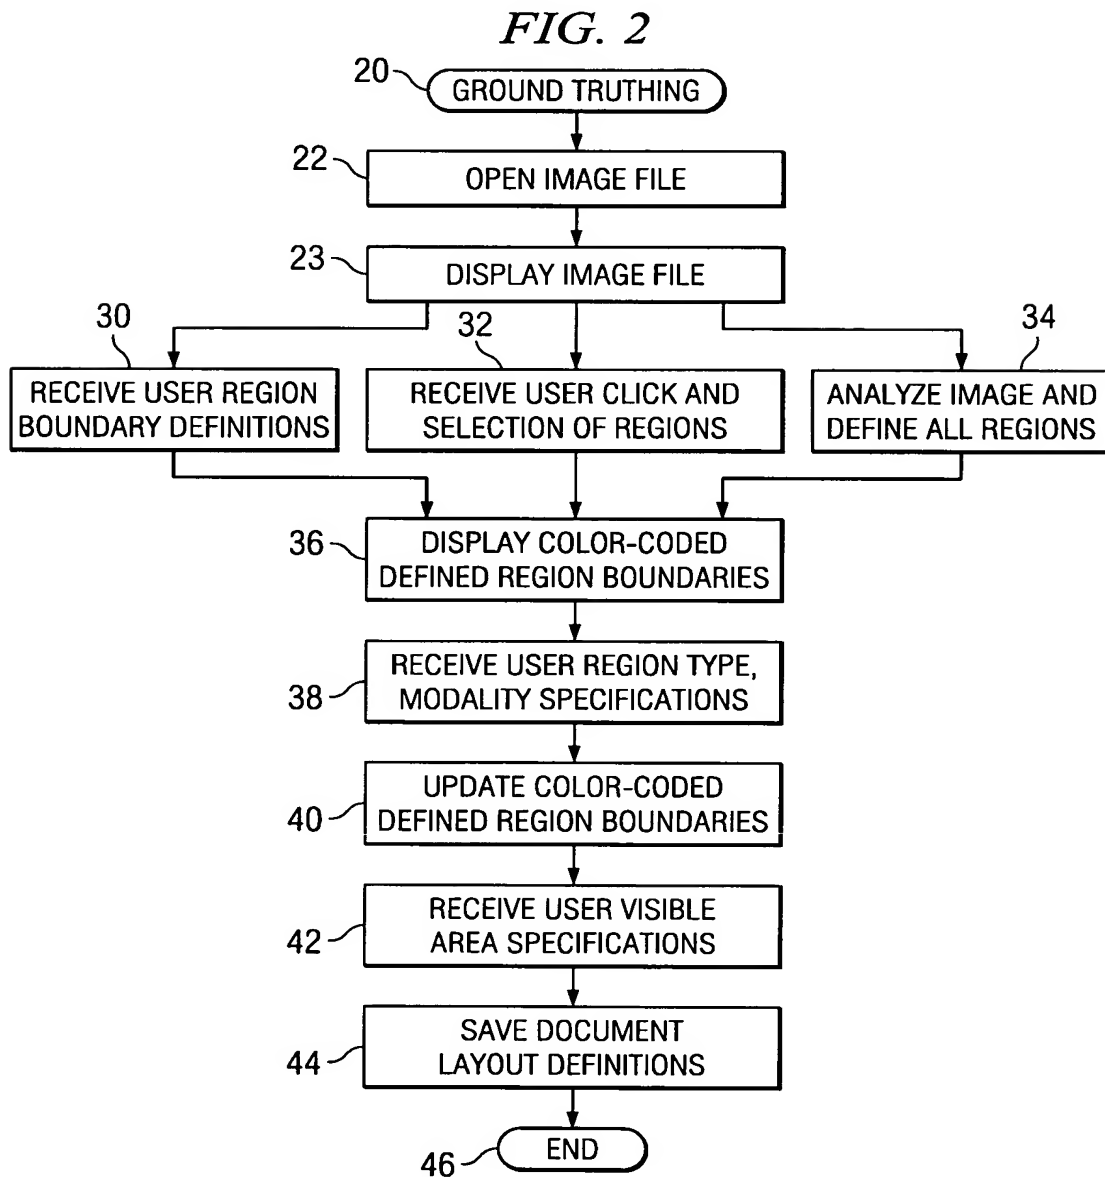 FIG. 2
20
GROUND TRUTHING
22
OPEN IMAGE FILE
23
DISPLAY IMAGE FILE
30
32
34
RECEIVE USER REGION
BOUNDARY DEFINITIONS
RECEIVE USER CLICK AND
SELECTION OF REGIONS
ANALYZE IMAGE AND
DEFINE ALL REGIONS
36
DISPLAY COLOR-CODED
DEFINED REGION BOUNDARIES
38
RECEIVE USER REGION TYPE,
MODALITY SPECIFICATIONS
40
UPDATE COLOR-CODED
DEFINED REGION BOUNDARIES
42
RECEIVE USER VISIBLE
AREA SPECIFICATIONS
44
SAVE DOCUMENT
LAYOUT DEFINITIONS
46
END